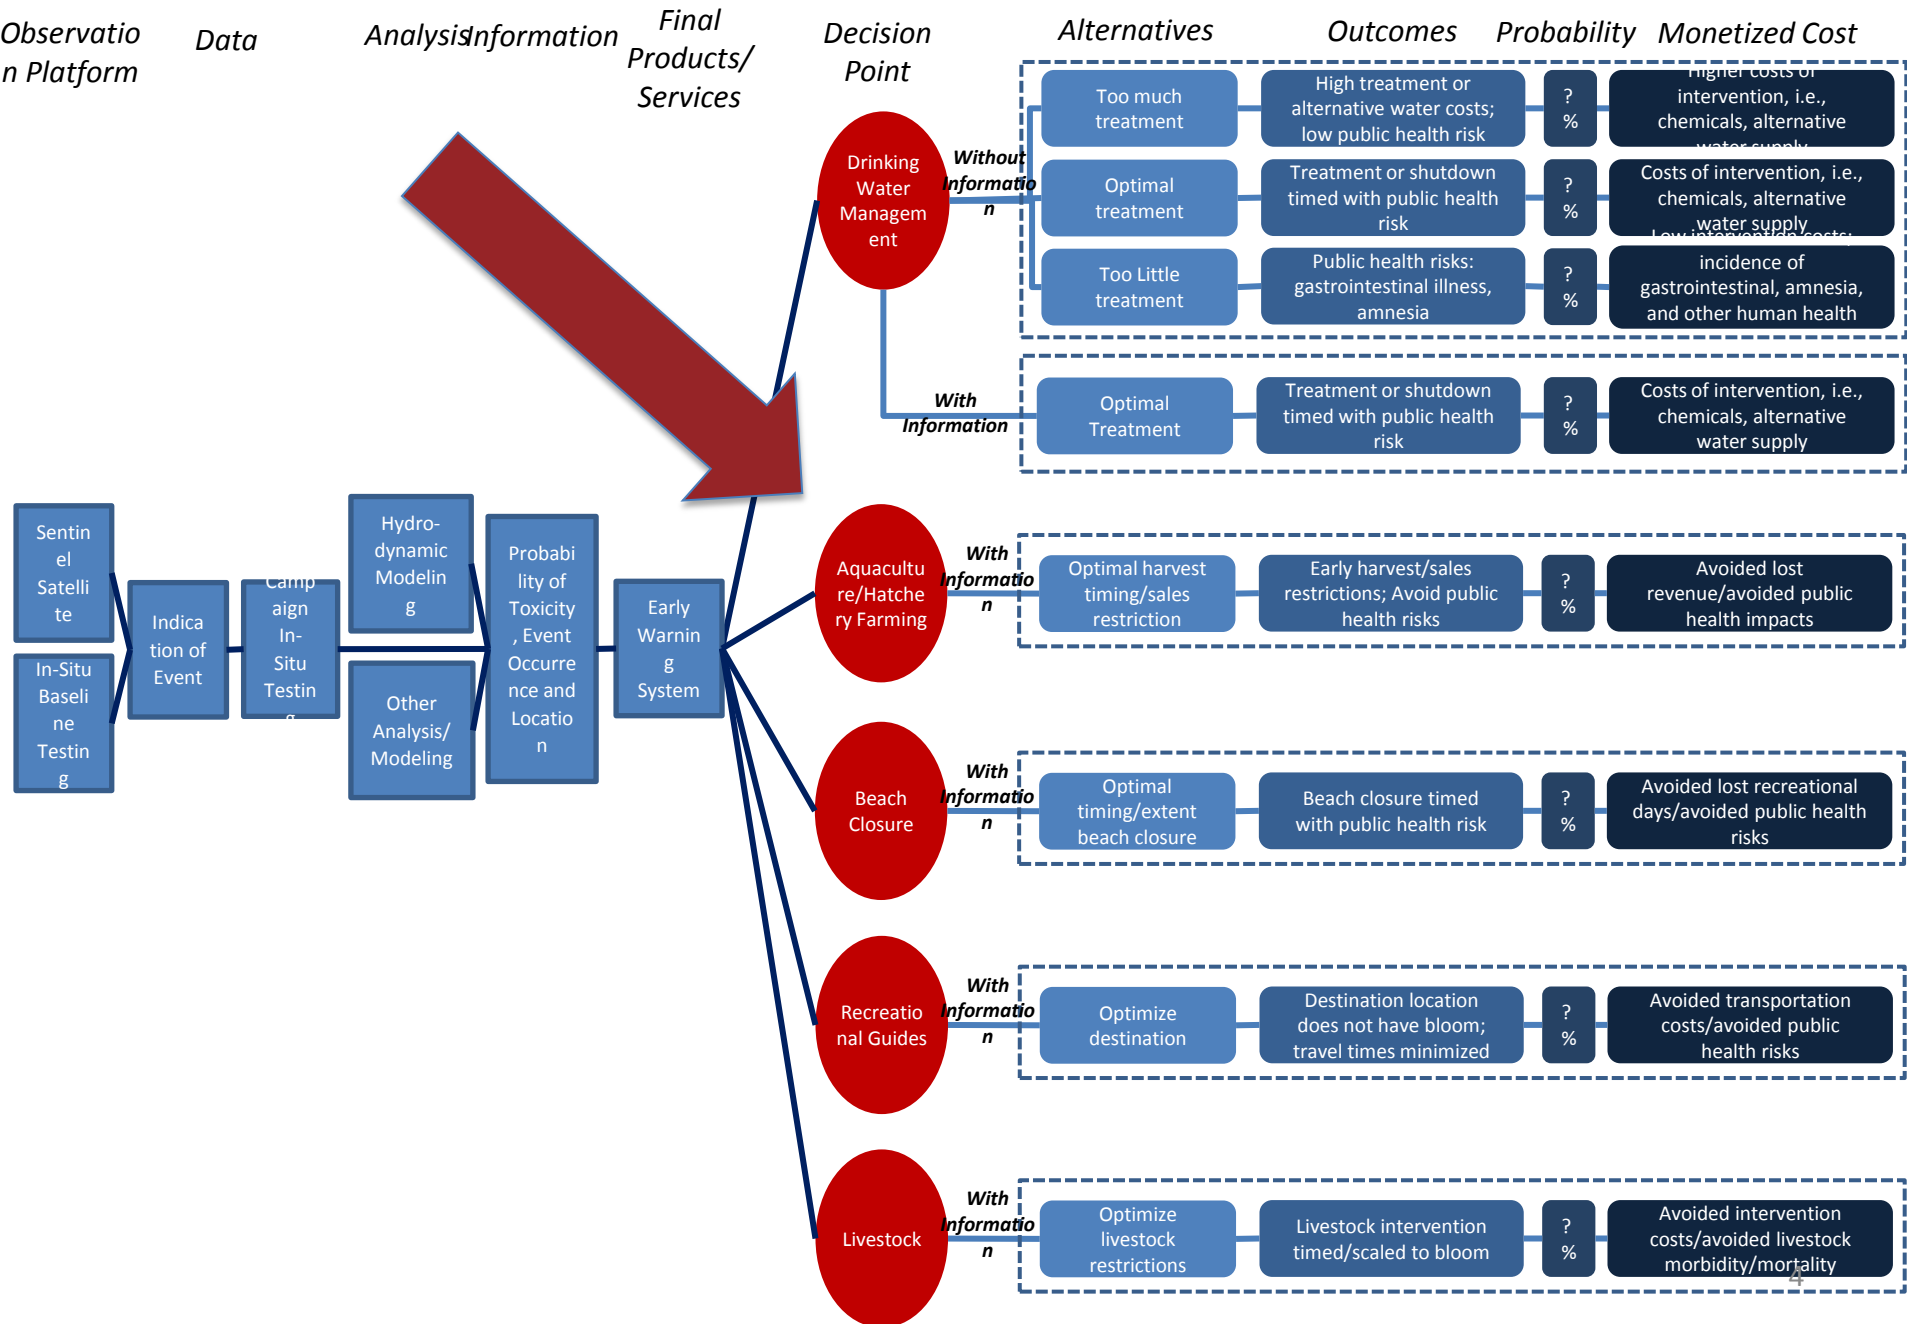 Observatio
n Platform
Data
Analysis
Information
Final
Products/
Services
Decision
Point
Alternatives
Outcomes
Probability
Monetized Cost
Sentin
el
Satelli
te
In-Situ
Baseli
ne
Testin
g
Indica
tion of
Event
Camp
aign
In-
Situ
Testin
g
Hydro-
dynamic
Modelin
g
Other
Analysis/
Modeling
Probabi
lity of
Toxicity
, Event
Occurre
nce and
Locatio
n
Early
Warnin
g
System
Drinking
Water
Managem
ent
Without
Informatio
n
Too much
treatment
High treatment or
alternative water costs;
low public health risk
?
%
Higher costs of
intervention, i.e.,
chemicals, alternative
water supply
Optimal
treatment
Treatment or shutdown
timed with public health
risk
?
%
Costs of intervention, i.e.,
chemicals, alternative
water supply
Too Little
treatment
Public health risks:
gastrointestinal illness,
amnesia
?
%
Low intervention costs;
incidence of
gastrointestinal, amnesia,
and other human health
With
Information
Optimal
Treatment
Treatment or shutdown
timed with public health
risk
?
%
Costs of intervention, i.e.,
chemicals, alternative
water supply
Aquacultu
re/Hatche
ry Farming
With
Informatio
n
Optimal harvest
timing/sales
restriction
Early harvest/sales
restrictions; Avoid public
health risks
?
%
Avoided lost
revenue/avoided public
health impacts
Beach
Closure
With
Informatio
n
Optimal
timing/extent
beach closure
Beach closure timed
with public health risk
?
%
Avoided lost recreational
days/avoided public health
risks
Recreatio
nal Guides
With
Informatio
n
Optimize
destination
Destination location
does not have bloom;
travel times minimized
?
%
Avoided transportation
costs/avoided public
health risks
Livestock
With
Informatio
n
Optimize
livestock
restrictions
Livestock intervention
timed/scaled to bloom
?
%
Avoided intervention
costs/avoided livestock
morbidity/mortality
4